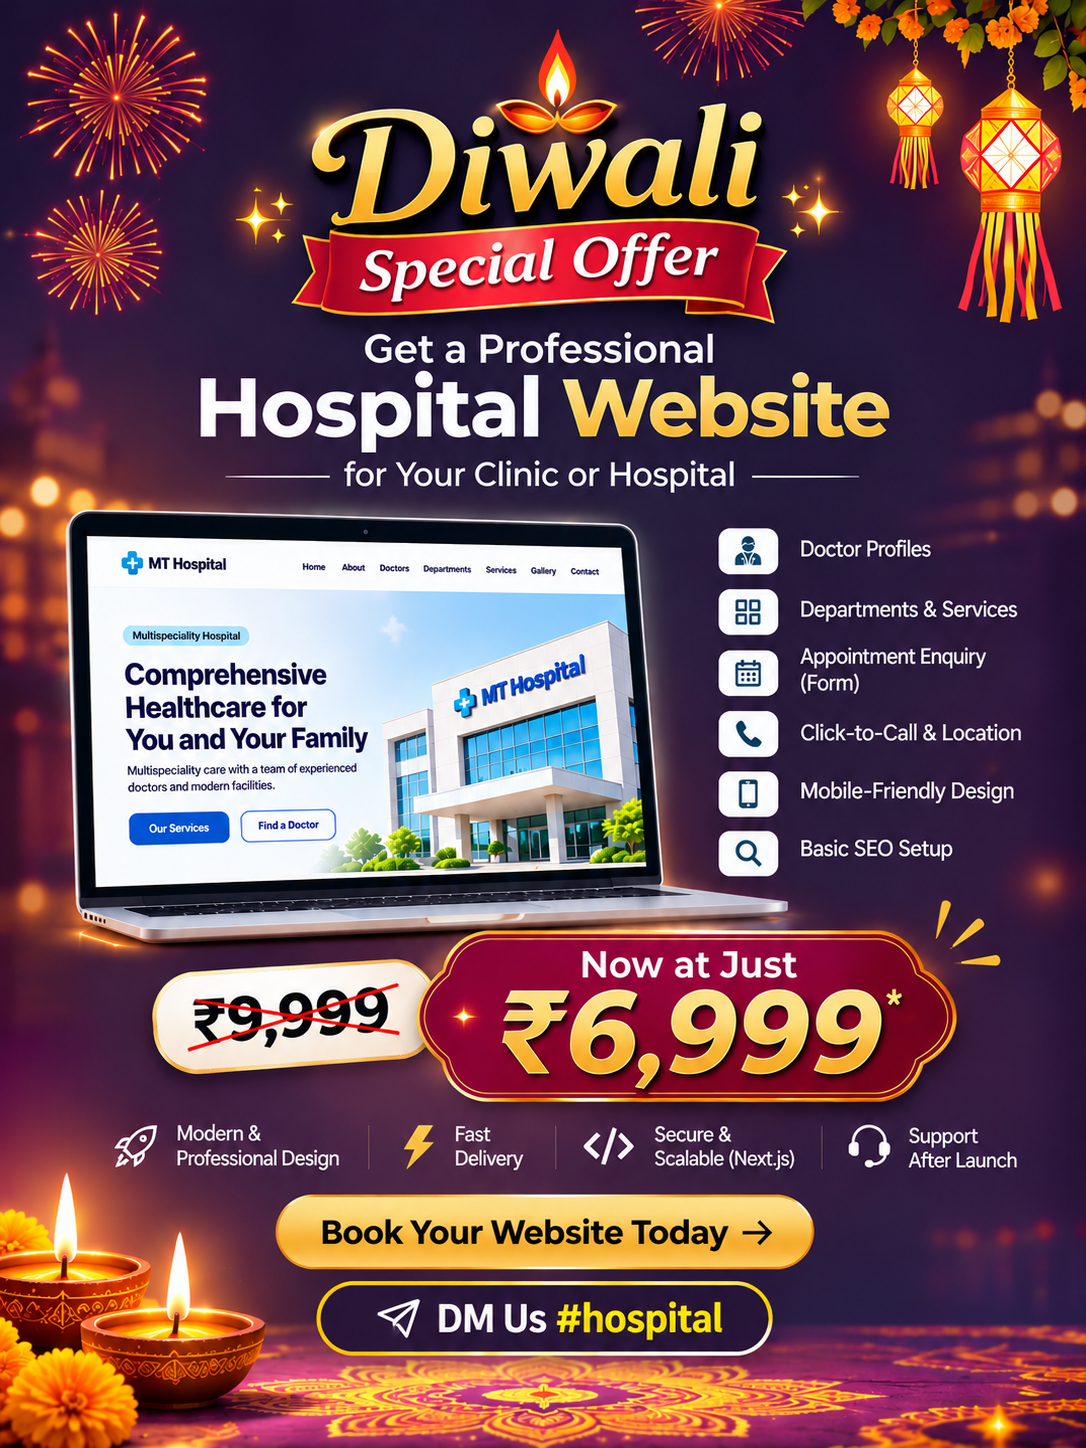 Diwali
Special Offer
Get a Professional
Hospital Website
for Your Clinic or Hospital
MT Hospital
Home About Doctors Departments Services Gallery Contact
Multispeciality Hospital
Comprehensive
Healthcare for
You and Your Family
Multispeciality care with a team of experienced
doctors and modern facilities.
Our Services
Find a Doctor
MT Hospital
Doctor Profiles
Departments & Services
Appointment Enquiry
(Form)
Click-to-Call & Location
Mobile-Friendly Design
Basic SEO Setup
₹9,999
Now at Just
₹6,999*
Modern &
Professional Design
Fast
Delivery
Secure &
Scalable (Next.js)
Support
After Launch
Book Your Website Today →
DM Us #hospital